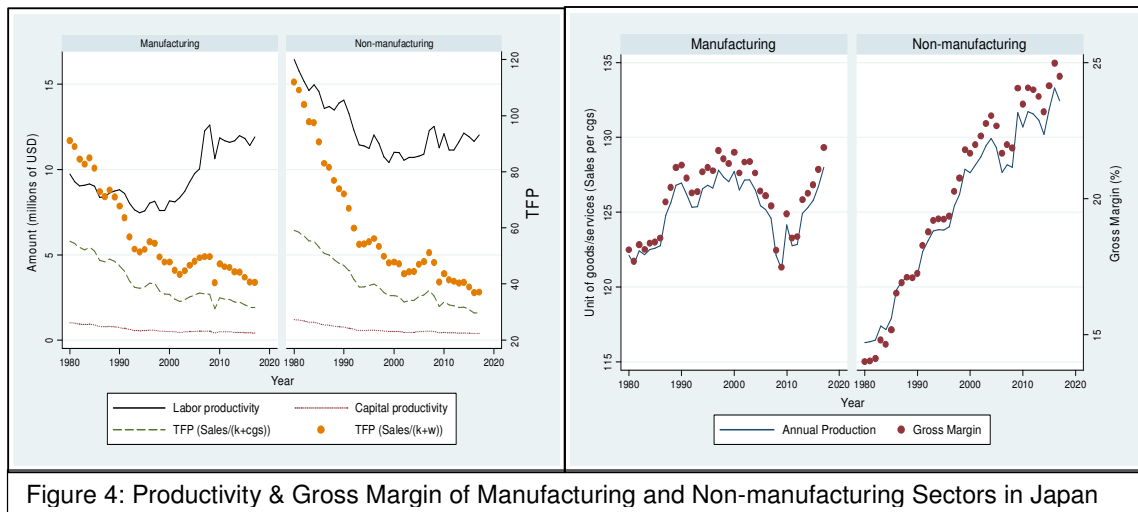 Manufacturing
Non-manufacturing
Amount (millions of USD)
15
10
5
0
120
100
80
60
40
20
TFP
1980 1990 2000 2010 2020 1980 1990 2000 2010 2020
Year
Labor productivity
Capital productivity
TFP (Sales/(k+cgs))
TFP (Sales/(k+w))
Manufacturing
Non-manufacturing
Unit of goods/services (Sales per cgs)
135
130
125
120
115
25
20
15
Gross Margin (%)
1980 1990 2000 2010 2020 1980 1990 2000 2010 2020
Year
Annual Production
Gross Margin
Figure 4: Productivity & Gross Margin of Manufacturing and Non-manufacturing Sectors in Japan